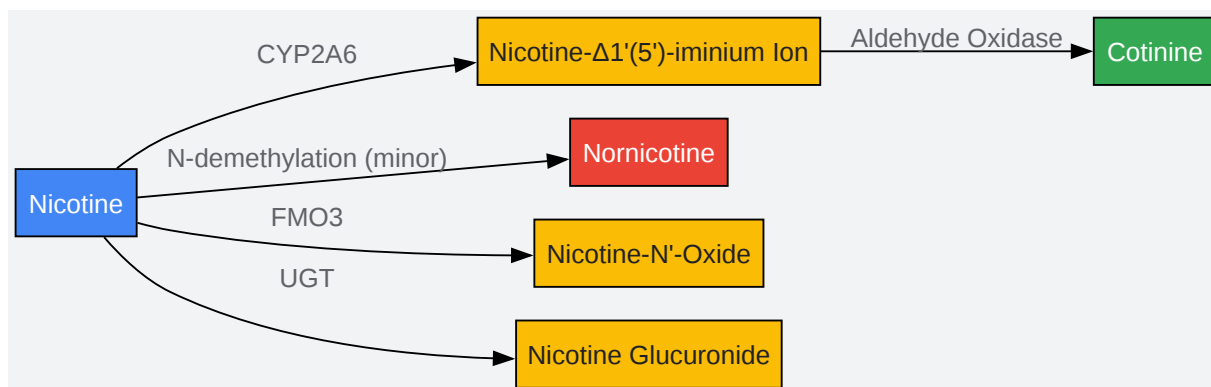 CYP2A6
Nicotine-Δ1'(5')-iminium Ion
Aldehyde Oxidase
Cotinine
N-demethylation (minor)
Nornicotine
Nicotine
FMO3
Nicotine-N'-Oxide
UGT
Nicotine Glucuronide